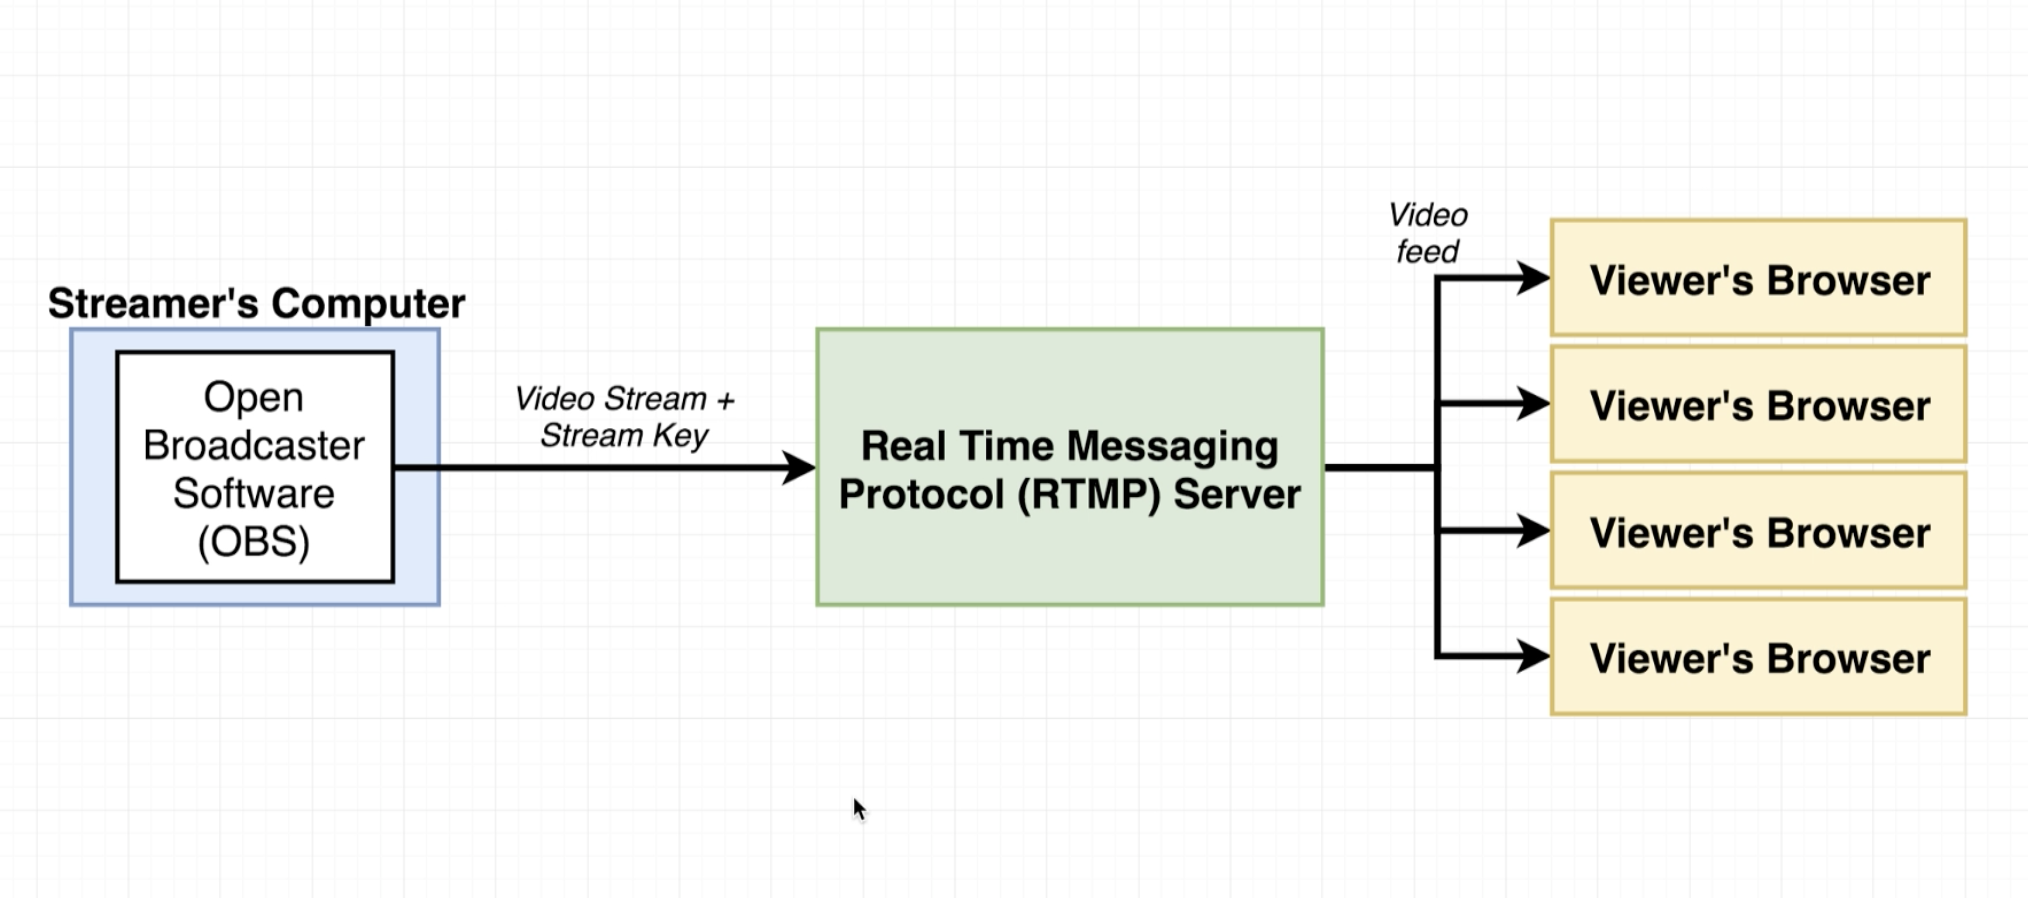 Streamer's Computer
Open
Broadcaster
Software
(OBS)
Video Stream +
Stream Key
Real Time Messaging
Protocol (RTMP) Server
Video
feed
Viewer's Browser
Viewer's Browser
Viewer's Browser
Viewer's Browser